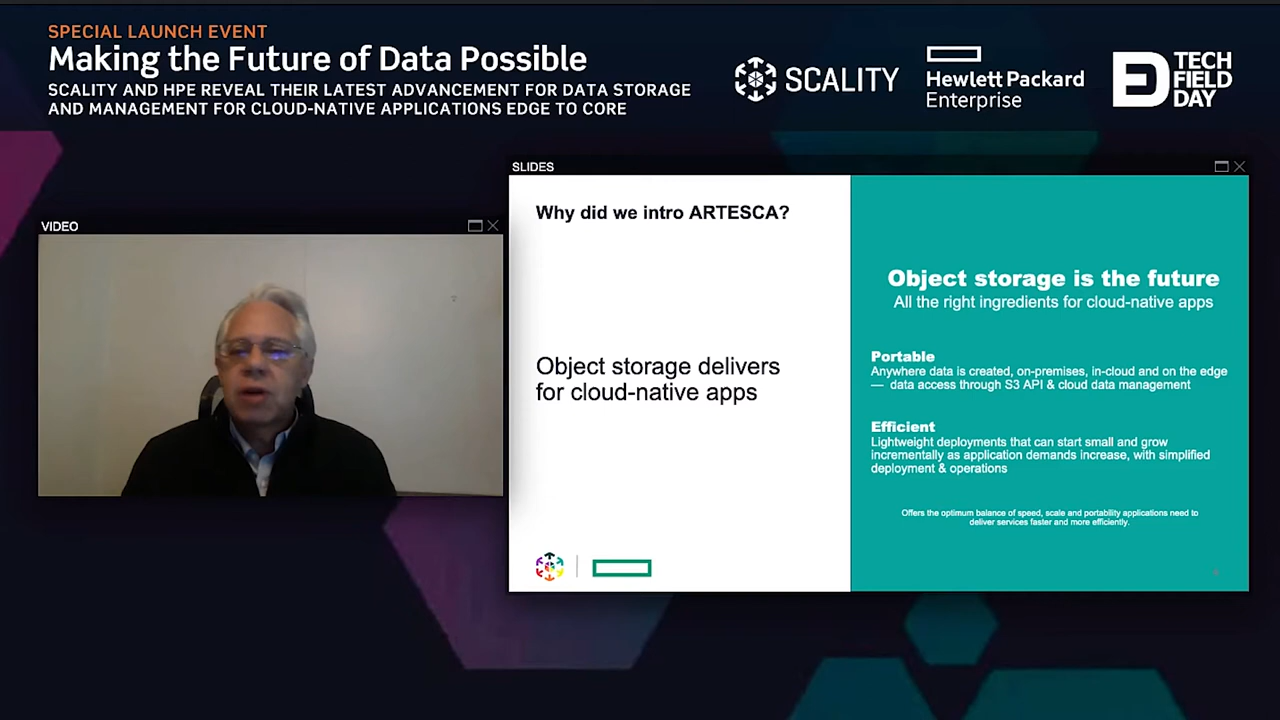 SPECIAL LAUNCH EVENT
Making the Future of Data Possible
SCALITY AND HPE REVEAL THEIR LATEST ADVANCEMENT FOR DATA STORAGE
AND MANAGEMENT FOR CLOUD-NATIVE APPLICATIONS EDGE TO CORE
SCALITY
Hewlett Packard
Enterprise
TECH
FIELD
DAY
VIDEO
SLIDES
Why did we intro ARTESCA?
Object storage delivers
for cloud-native apps
Object storage is the future
All the right ingredients for cloud-native apps
Portable
Anywhere data is created, on-premises, in-cloud and on the edge
— data access through S3 API & cloud data management
Efficient
Lightweight deployments that can start small and grow
incrementally as application demands increase, with simplified
deployment & operations
Offers the optimum balance of speed, scale and portability applications need to
deliver services faster and more efficiently.